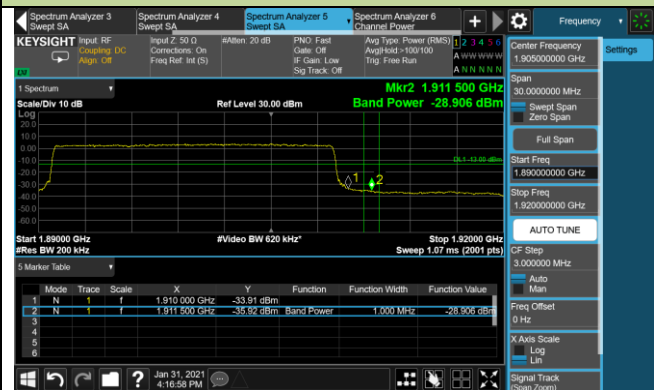 Spectrum Analyzer 3
Swept SA
Spectrum Analyzer 4
Swept SA
Spectrum Analyzer 5
Swept SA
Spectrum Analyzer 6
Channel Power
+
Frequency
KEYSIGHT
Input: RF
Coupling: DC
Align: Off
Input Z: 50 Ω
Corrections: On
Freq Ref: Int (S)
#Atten: 20 dB
PNO: Fast
Gate: Off
IF Gain: Low
Sig Track: Off
Avg Type: Power (RMS)
Avg|Hold:>100/100
Trig: Free Run
1 2 3 4 5 6
A W W W W W
A N N N N N
LXI
1 Spectrum
Scale/Div 10 dB
Ref Level 30.00 dBm
Mkr2 1.911 500 GHz
Band Power -28.906 dBm
Log
20.0
10.0
0.00
-10.0
-20.0
-30.0
-40.0
-50.0
-60.0
DL1 -13.00 dBm
1
2
Start 1.89000 GHz
#Res BW 200 kHz
#Video BW 620 kHz*
Stop 1.92000 GHz
Sweep 1.07 ms (2001 pts)
5 Marker Table
Mode Trace Scale X Y Function Function Width Function Value
1 N 1 f 1.910 000 GHz -33.91 dBm
2 N 1 f 1.911 500 GHz -35.92 dBm Band Power 1.000 MHz -28.906 dBm
3
4
5
6
Jan 31, 2021
4:16:58 PM
?
Settings
Center Frequency
1.905000000 GHz
Span
30.0000000 MHz
Swept Span
Zero Span
Full Span
Start Freq
1.890000000 GHz
Stop Freq
1.920000000 GHz
AUTO TUNE
CF Step
3.000000 MHz
Auto
Man
Freq Offset
0 Hz
X Axis Scale
Log
Lin
Signal Track
(Span Zoom)